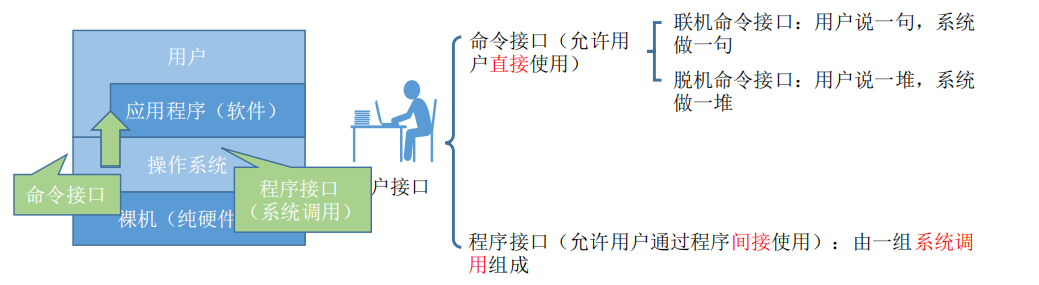 用户
应用程序（软件）
操作系统
命令接口
程序接口
（系统调用）
裸机（纯硬件
户接口
命令接口（允许用
户直接使用）
联机命令接口：用户说一句，系统
做一句
脱机命令接口：用户说一堆，系统
做一堆
程序接口（允许用户通过程序间接使用）：由一组系统调
用组成